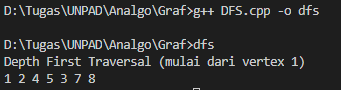 D:\Tugas\UNPAD\Analgo\Graf>g++ DFS.cpp -o dfs
D:\Tugas\UNPAD\Analgo\Graf>dfs
Depth First Traversal (mulai dari vertex 1)
1 2 4 5 3 7 8